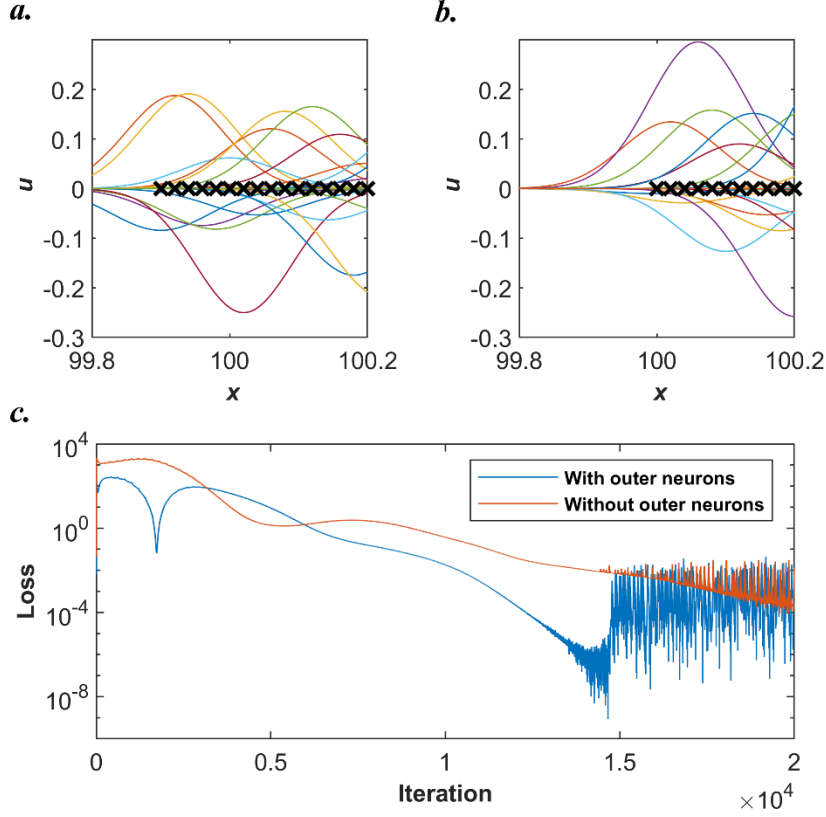 a.
b.
0.2
0.1
0
-0.1
-0.2
-0.3
u
99.8
100
100.2
x
0.2
0.1
0
-0.1
-0.2
-0.3
u
99.8
100
100.2
x
c.
10^4
10^0
10^-4
10^-8
Loss
With outer neurons
Without outer neurons
0
0.5
1
1.5
2
Iteration
×10^4